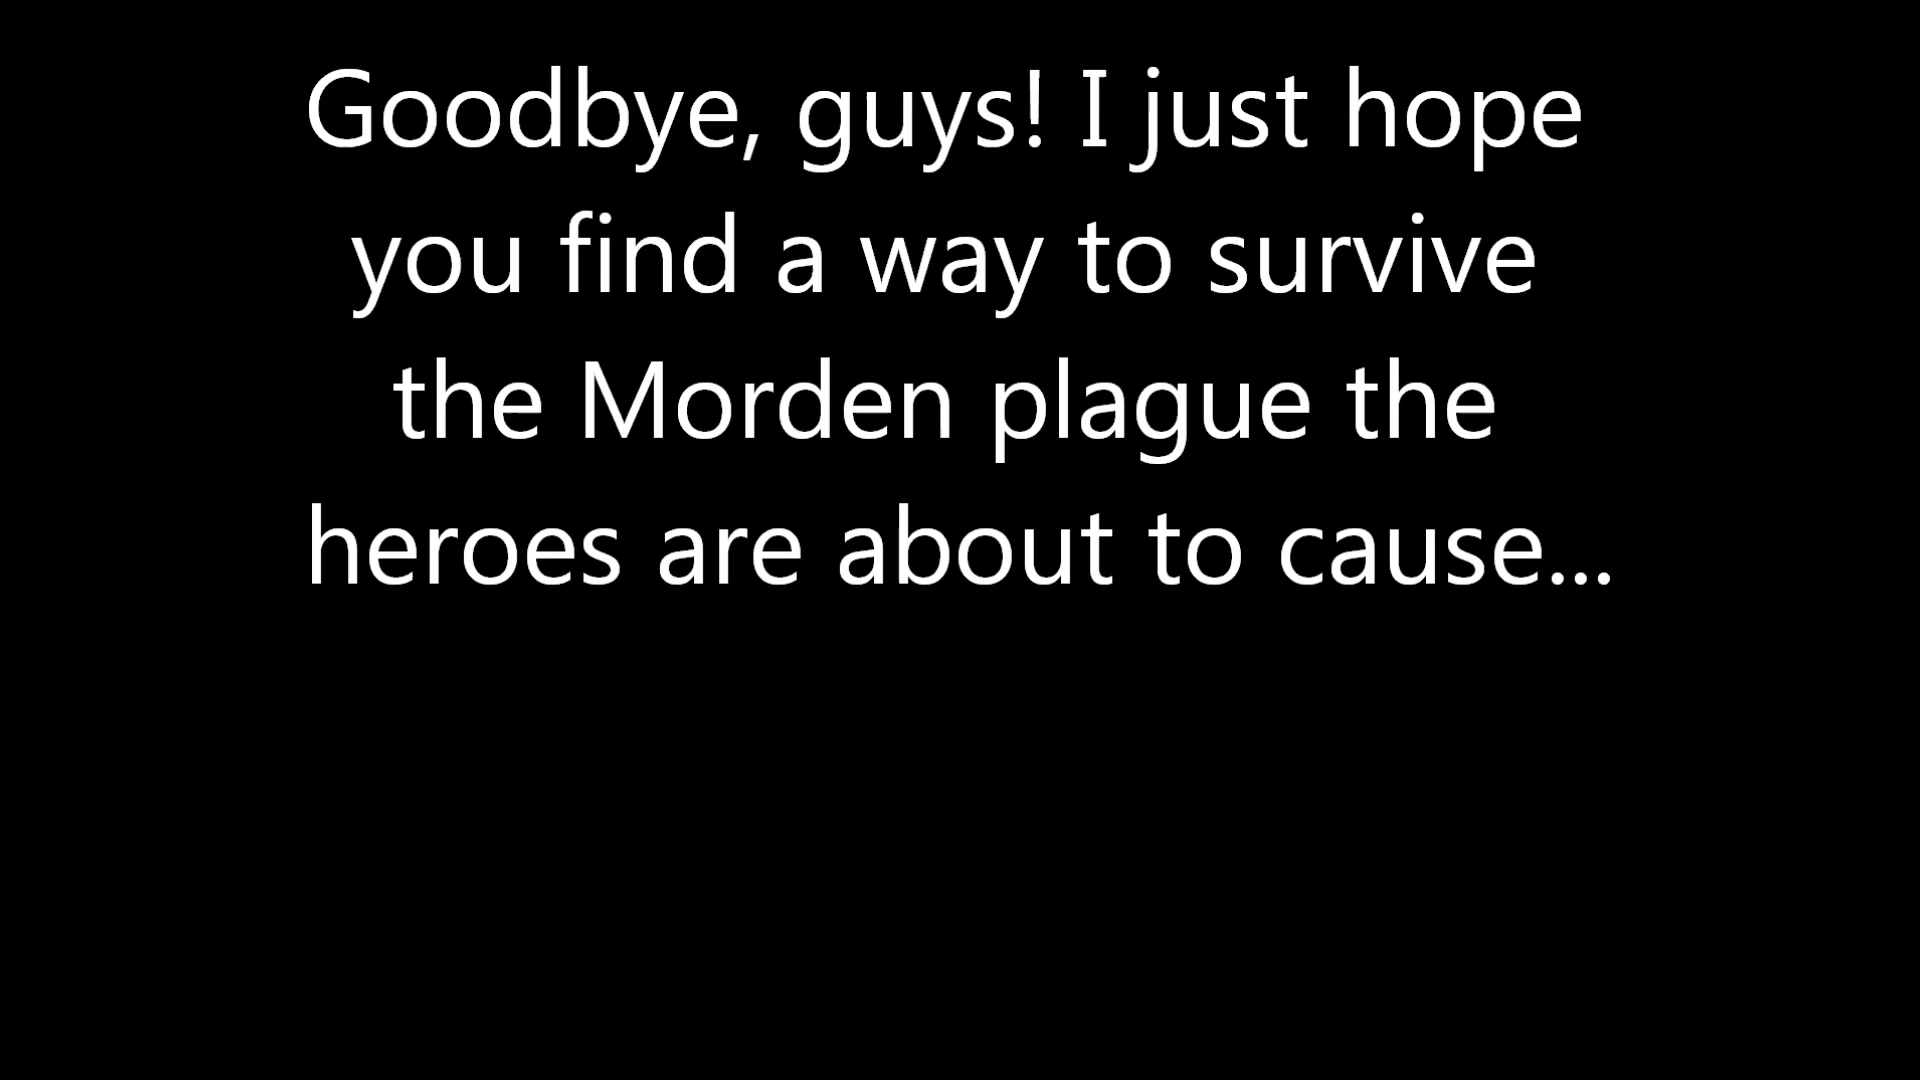 Goodbye, guys! I just hope
you find a way to survive
the Morden plague the
heroes are about to cause...